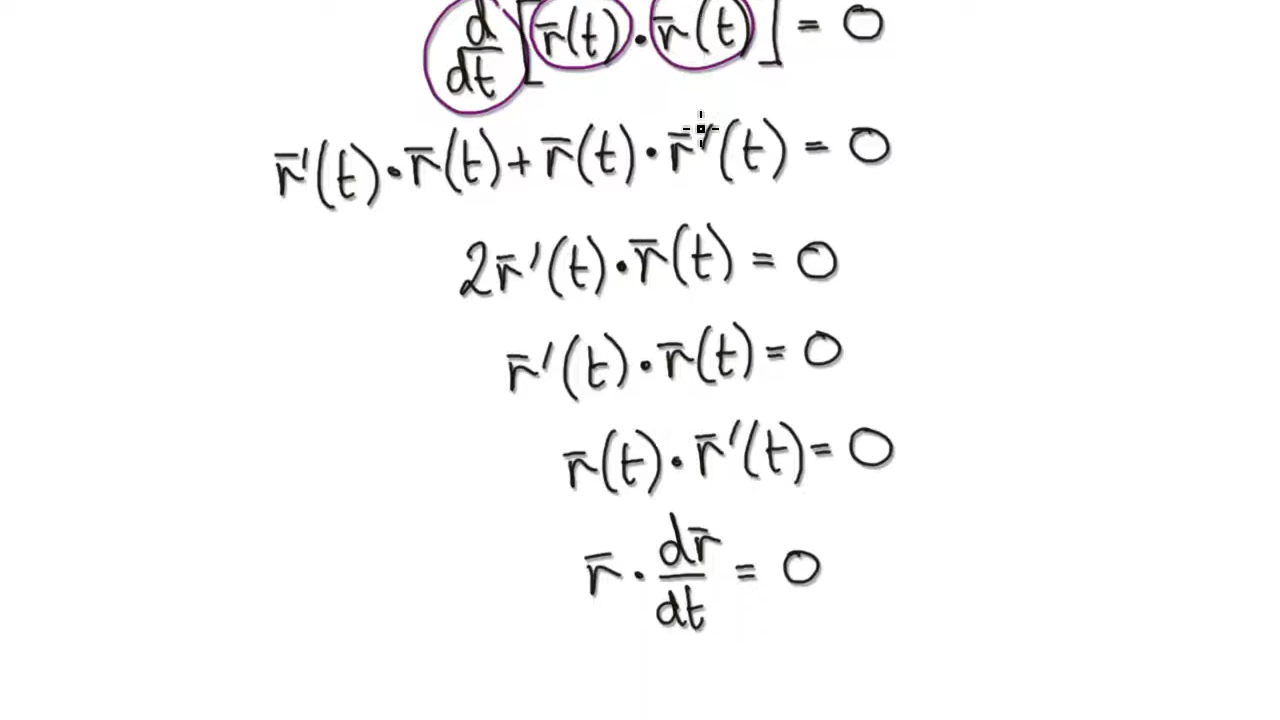 d/dt [r̄(t) · r̄(t)] = 0
r̄'(t) · r̄(t) + r̄(t) · r̄'(t) = 0
2r̄'(t) · r̄(t) = 0
r̄'(t) · r̄(t) = 0
r̄(t) · r̄'(t) = 0
r̄ · dr̄/dt = 0